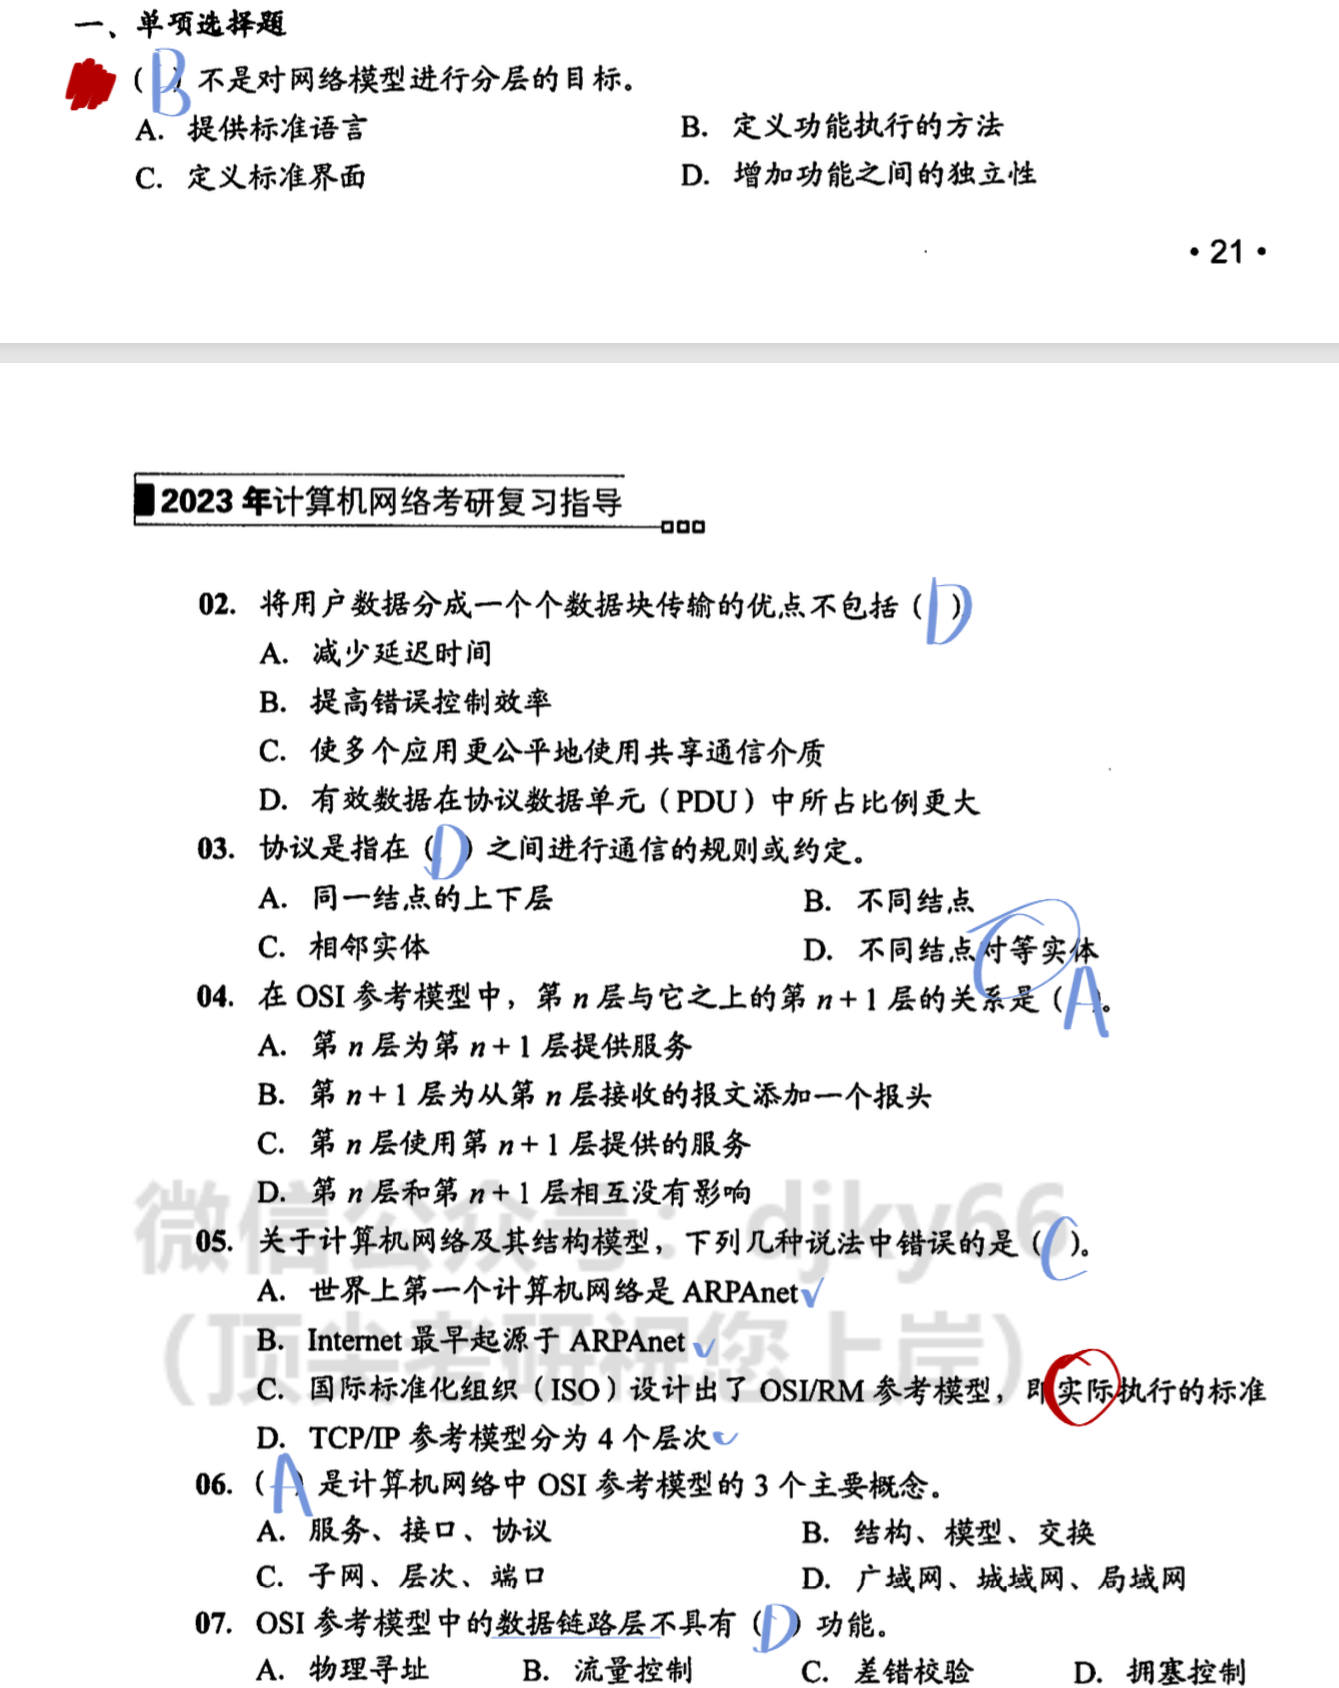 一、单项选择题
( B ) 不是对网络模型进行分层的目标。
A. 提供标准语言 B. 定义功能执行的方法
C. 定义标准界面 D. 增加功能之间的独立性
• 21 •
2023 年计算机网络考研复习指导
02. 将用户数据分成一个个数据块传输的优点不包括 ( D )
A. 减少延迟时间
B. 提高错误控制效率
C. 使多个应用更公平地使用共享通信介质
D. 有效数据在协议数据单元（PDU）中所占比例更大
03. 协议是指在 ( D ) 之间进行通信的规则或约定。
A. 同一结点的上下层 B. 不同结点
C. 相邻实体 D. 不同结点对等实体
04. 在 OSI 参考模型中，第 n 层与它之上的第 n+1 层的关系是 ( A )。
A. 第 n 层为第 n+1 层提供服务
B. 第 n+1 层为从第 n 层接收的报文添加一个报头
C. 第 n 层使用第 n+1 层提供的服务
D. 第 n 层和第 n+1 层相互没有影响
微信公众号：djky66
05. 关于计算机网络及其结构模型，下列几种说法中错误的是 ( C )。
A. 世界上第一个计算机网络是 ARPAnet ✓
B. Internet 最早起源于 ARPAnet ✓
（顶尖考研祝您上岸）
C. 国际标准化组织（ISO）设计出了 OSI/RM 参考模型，即实际执行的标准
D. TCP/IP 参考模型分为 4 个层次 ✓
06. ( A ) 是计算机网络中 OSI 参考模型的 3 个主要概念。
A. 服务、接口、协议 B. 结构、模型、交换
C. 子网、层次、端口 D. 广域网、城域网、局域网
07. OSI 参考模型中的数据链路层不具有 ( D ) 功能。
A. 物理寻址 B. 流量控制 C. 差错校验 D. 拥塞控制